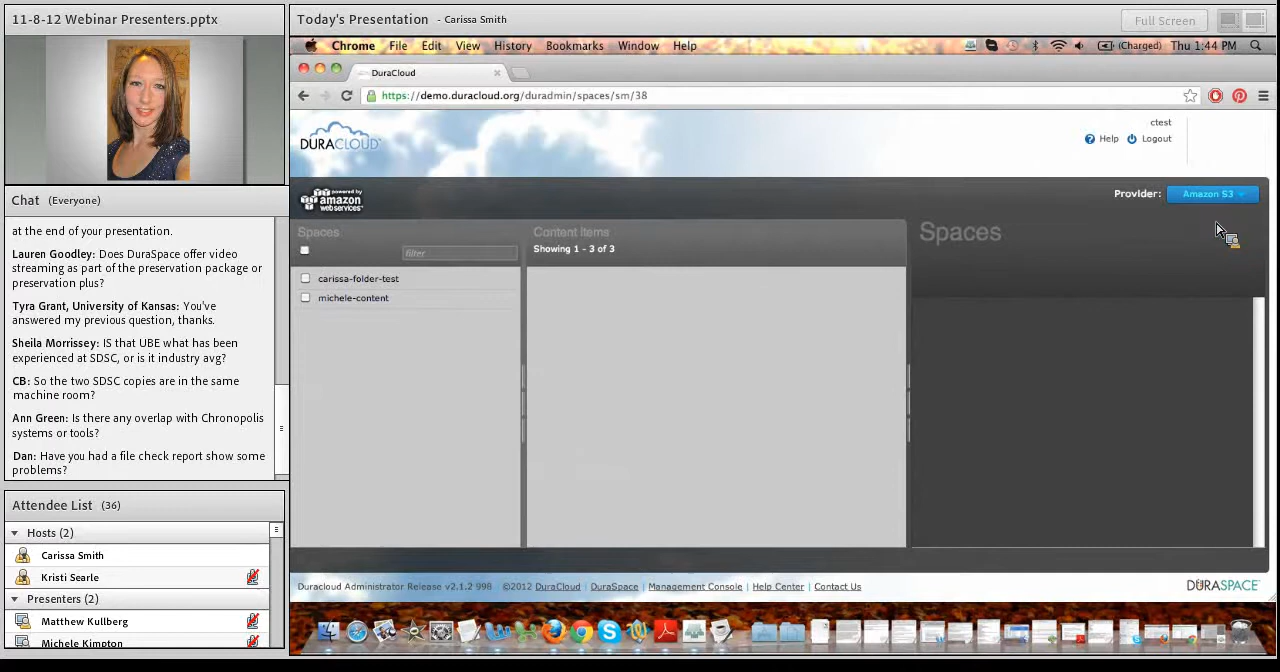 11-8-12 Webinar Presenters.pptx
Chat (Everyone)
at the end of your presentation.
Lauren Goodley: Does DuraSpace offer video
streaming as part of the preservation package or
preservation plus?
Tyra Grant, University of Kansas: You've
answered my previous question, thanks.
Sheila Morrissey: IS that UBE what has been
experienced at SDSC, or is it industry avg?
CB: So the two SDSC copies are in the same
machine room?
Ann Green: Is there any overlap with Chronopolis
systems or tools?
Dan: Have you had a file check report show some
problems?
Attendee List (36)
Hosts (2)
Carissa Smith
Kristi Searle
Presenters (2)
Matthew Kullberg
Michele Kimpton
Today's Presentation - Carissa Smith
Full Screen
Chrome File Edit View History Bookmarks Window Help
(Charged) Thu 1:44 PM
DuraCloud
https://demo.duracloud.org/duradmin/spaces/sm/38
DURACLOUD
ctest
Help Logout
powered by
amazon
web services
Provider: Amazon S3
Spaces
filter
carissa-folder-test
michele-content
Content Items
Showing 1 - 3 of 3
Spaces
Duracloud Administrator Release v2.1.2 998 ©2012 DuraCloud | DuraSpace | Management Console | Help Center | Contact Us
DURASPACE